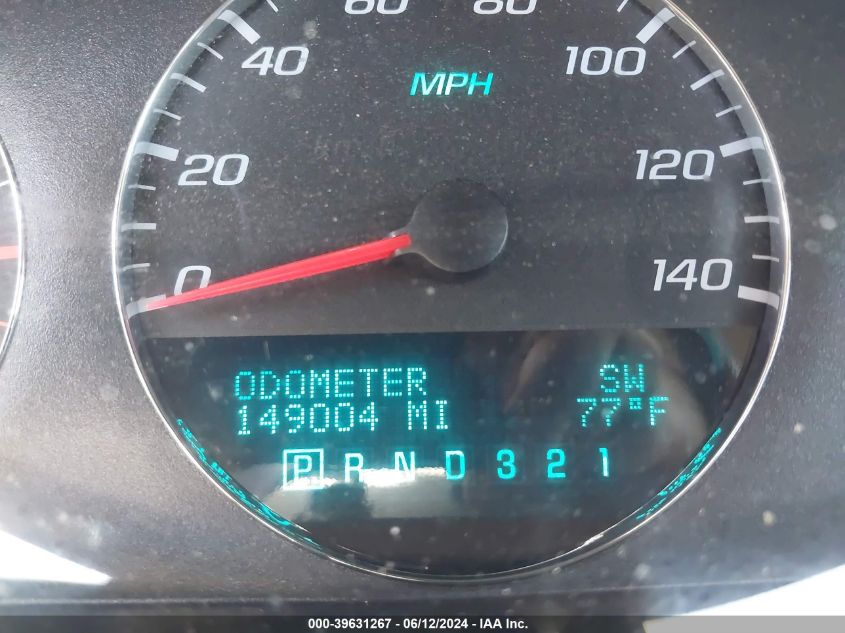 60 80
40 100
MPH
20 120
0 140
ODOMETER SW
149004 MI 77°F
P R N D 3 2 1
000-39631267 - 06/12/2024 - IAA Inc.